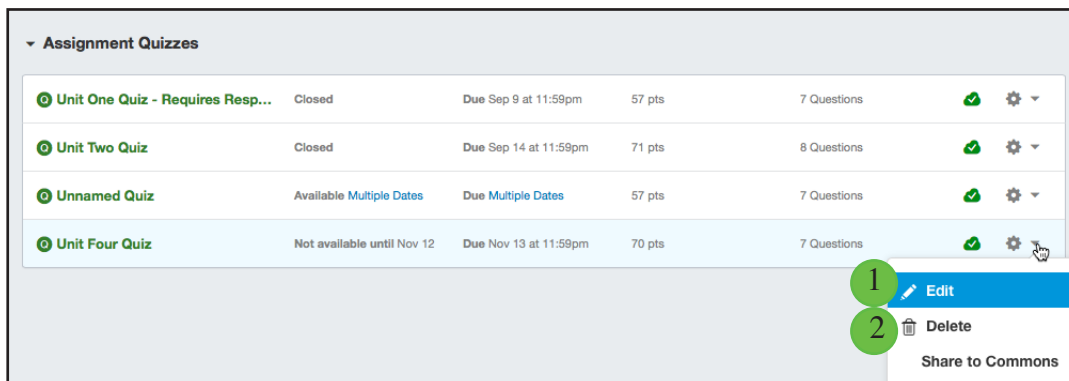 Assignment Quizzes
Unit One Quiz - Requires Resp... Closed Due Sep 9 at 11:59pm 57 pts 7 Questions
Unit Two Quiz Closed Due Sep 14 at 11:59pm 71 pts 8 Questions
Unnamed Quiz Available Multiple Dates Due Multiple Dates 57 pts 7 Questions
Unit Four Quiz Not available until Nov 12 Due Nov 13 at 11:59pm 70 pts 7 Questions
1 Edit
2 Delete
Share to Commons